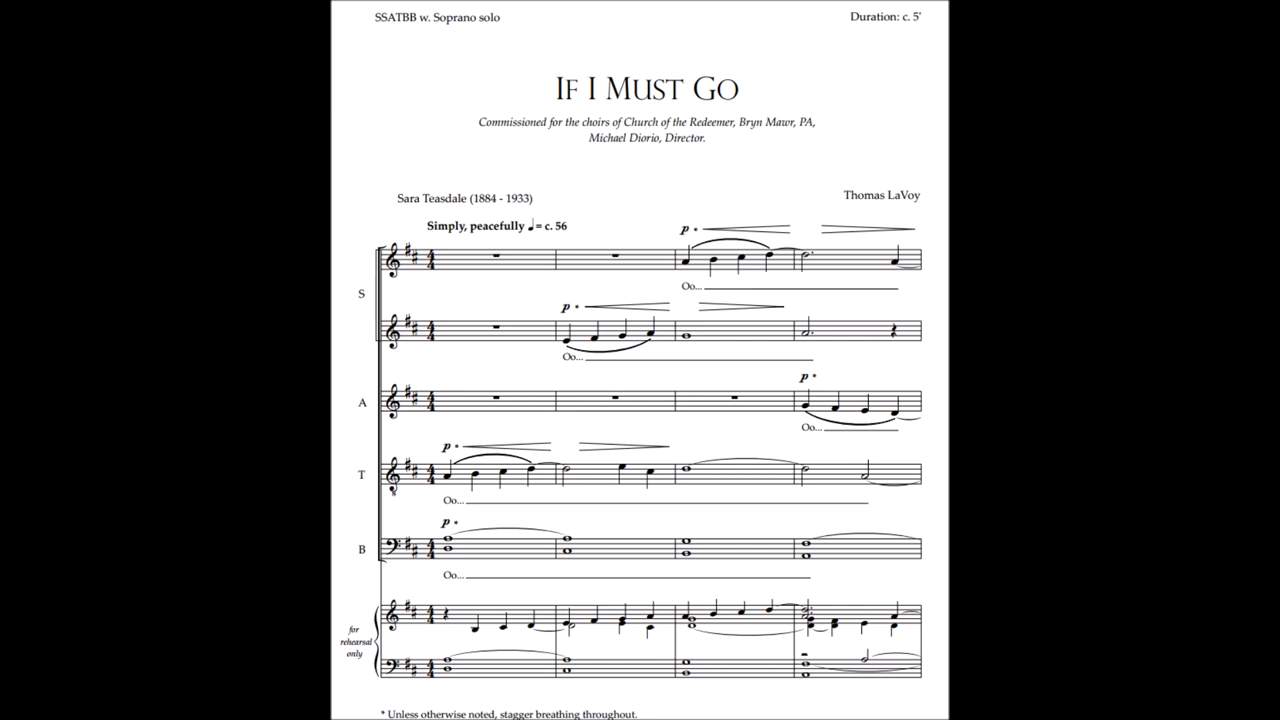 SSATBB w. Soprano solo
Duration: c. 5'
IF I MUST GO
Commissioned for the choirs of Church of the Redeemer, Bryn Mawr, PA,
Michael Diorio, Director.
Sara Teasdale (1884 - 1933)
Thomas LaVoy
Simply, peacefully ♩= c. 56
p *
S
Oo...
p *
Oo...
p *
A
Oo...
p *
T
Oo...
p *
B
Oo...
for
rehearsal
only
* Unless otherwise noted, stagger breathing throughout.